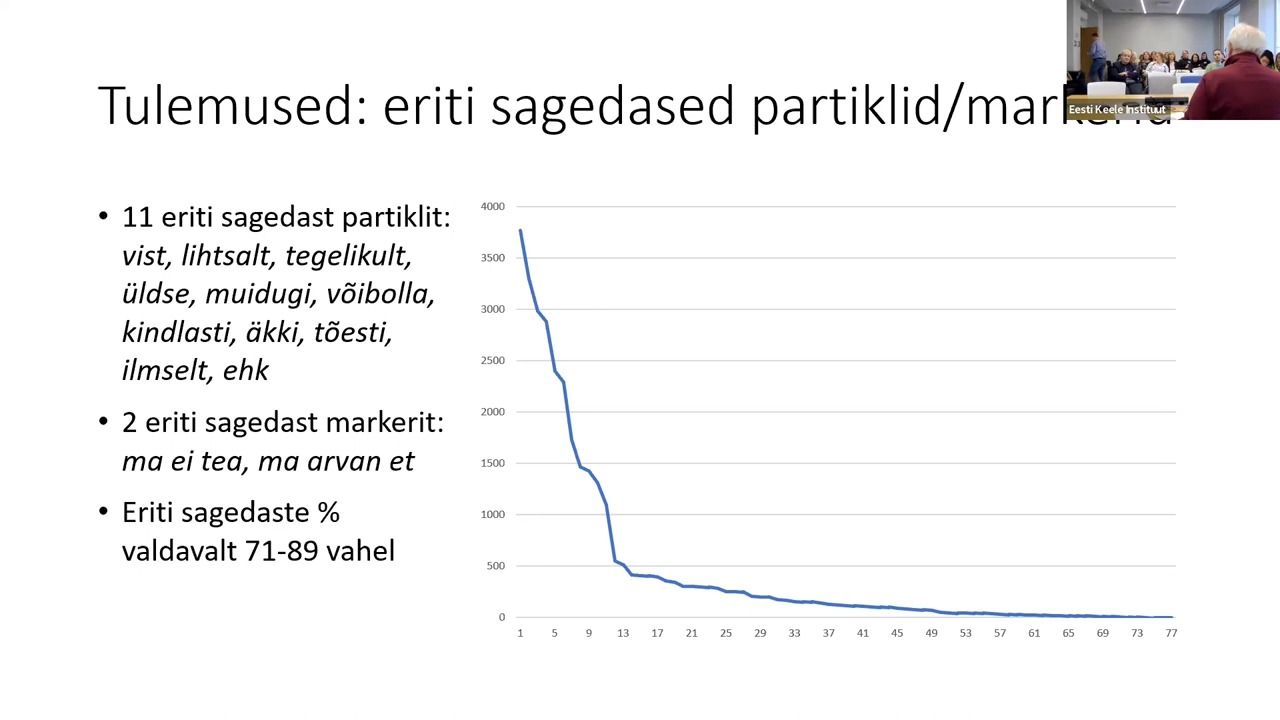 Eesti Keele Instituut
Tulemused: eriti sagedased
• 11 eriti sagedast partiklit:
vist, lihtsalt, tegelikult,
üldse, muidugi, võibolla,
kindlasti, äkki, tõesti,
ilmselt, ehk
• 2 eriti sagedast markerit:
ma ei tea, ma arvan et
• Eriti sagedaste %
valdavalt 71-89 vahel
4000
3500
3000
2500
2000
1500
1000
500
0
1 5 9 13 17 21 25 29 33 37 41 45 49 53 57 61 65 69 73 77